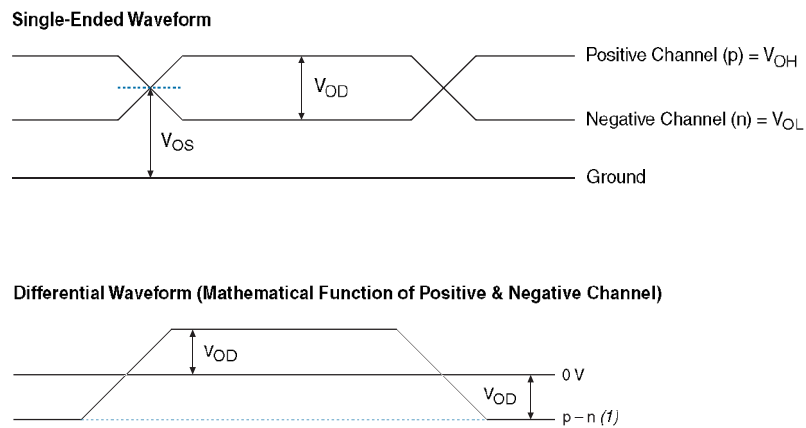 Single-Ended Waveform
Positive Channel (p) = VOH
VOD
Negative Channel (n) = VOL
VOS
Ground
Differential Waveform (Mathematical Function of Positive & Negative Channel)
VOD
0 V
VOD
p – n (1)